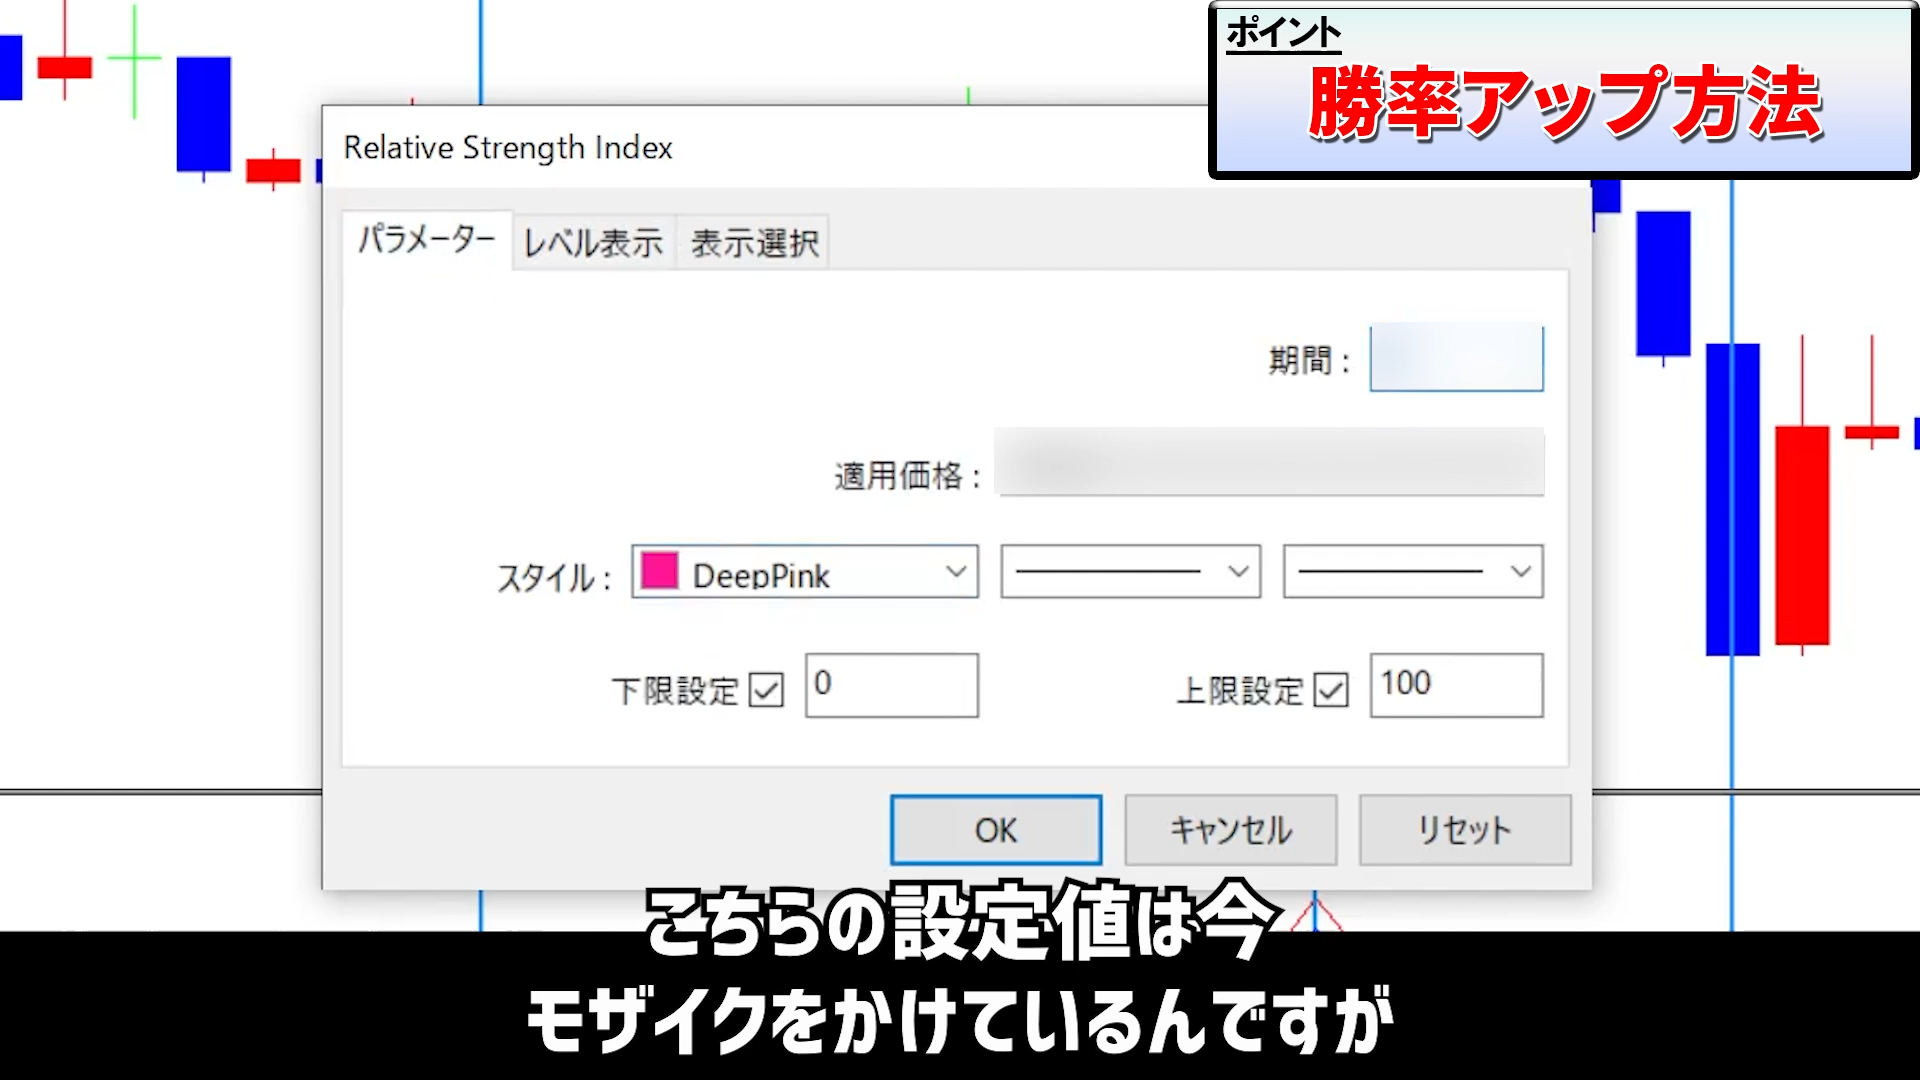 ポイント
勝率アップ方法
Relative Strength Index
パラメーター レベル表示 表示選択
期間 :
適用価格 :
スタイル : DeepPink
下限設定 0 上限設定 100
OK キャンセル リセット
こちらの設定値は今
モザイクをかけているんですが